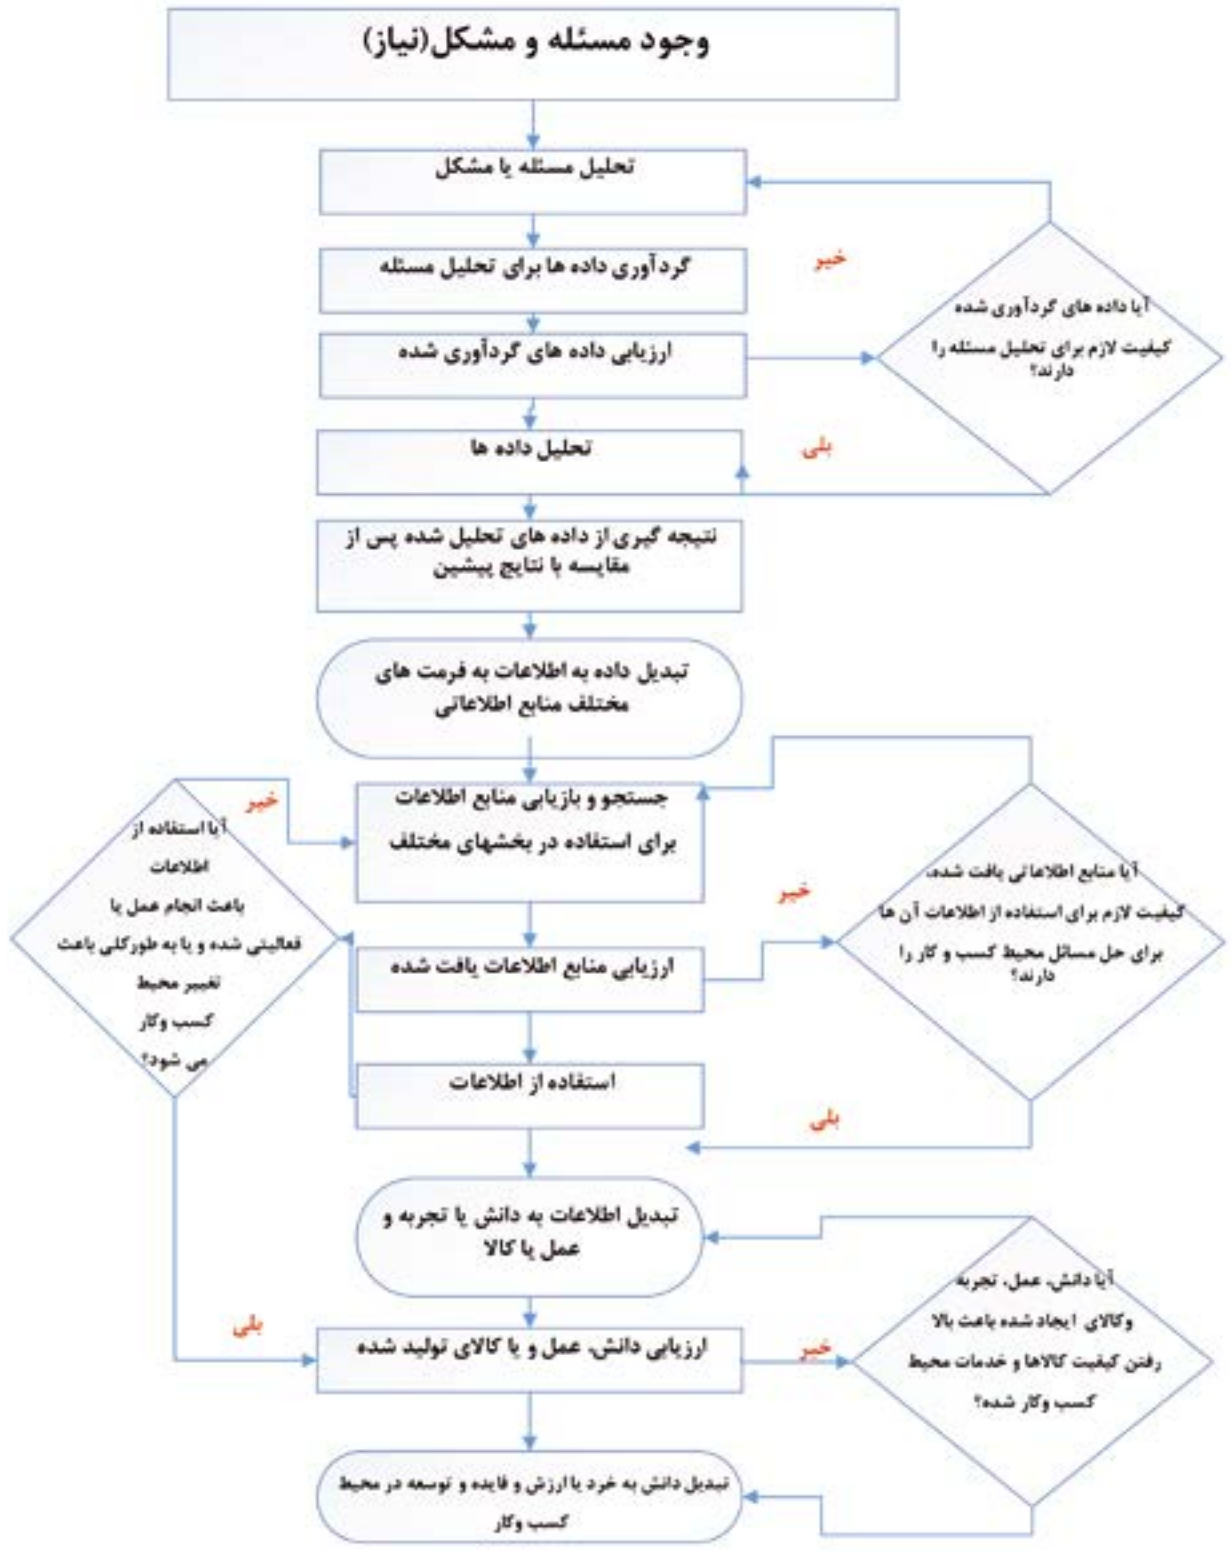 وجود مسئله و مشکل(نیاز)
تحلیل مسئله یا مشکل
گردآوری داده ها برای تحلیل مسئله
خیر
آیا داده های گردآوری شده
کیفیت لازم برای تحلیل مسئله را
دارند؟
ارزیابی داده های گردآوری شده
بلی
تحلیل داده ها
نتیجه گیری از داده های تحلیل شده پس از
مقایسه با نتایج پیشین
تبدیل داده به اطلاعات به فرمت های
مختلف منابع اطلاعاتی
جستجو و بازیابی منابع اطلاعات
برای استفاده در بخشهای مختلف
خیر
آیا استفاده از
اطلاعات
باعث انجام عمل یا
فعالیتی شده و یا به طورکلی باعث
تغییر محیط
کسب وکار
می شود؟
خیر
آیا منابع اطلاعاتی یافت شده،
کیفیت لازم برای استفاده از اطلاعات آن ها
برای حل مسائل محیط کسب و کار را
دارند؟
ارزیابی منابع اطلاعات یافت شده
استفاده از اطلاعات
بلی
تبدیل اطلاعات به دانش یا تجربه و
عمل یا کالا
آیا دانش، عمل، تجربه
وکالای ایجاد شده باعث بالا
رفتن کیفیت کالاها و خدمات محیط
کسب وکار شده؟
بلی
ارزیابی دانش، عمل و یا کالای تولید شده
خیر
تبدیل دانش به خرد یا ارزش و فایده و توسعه در محیط
کسب وکار